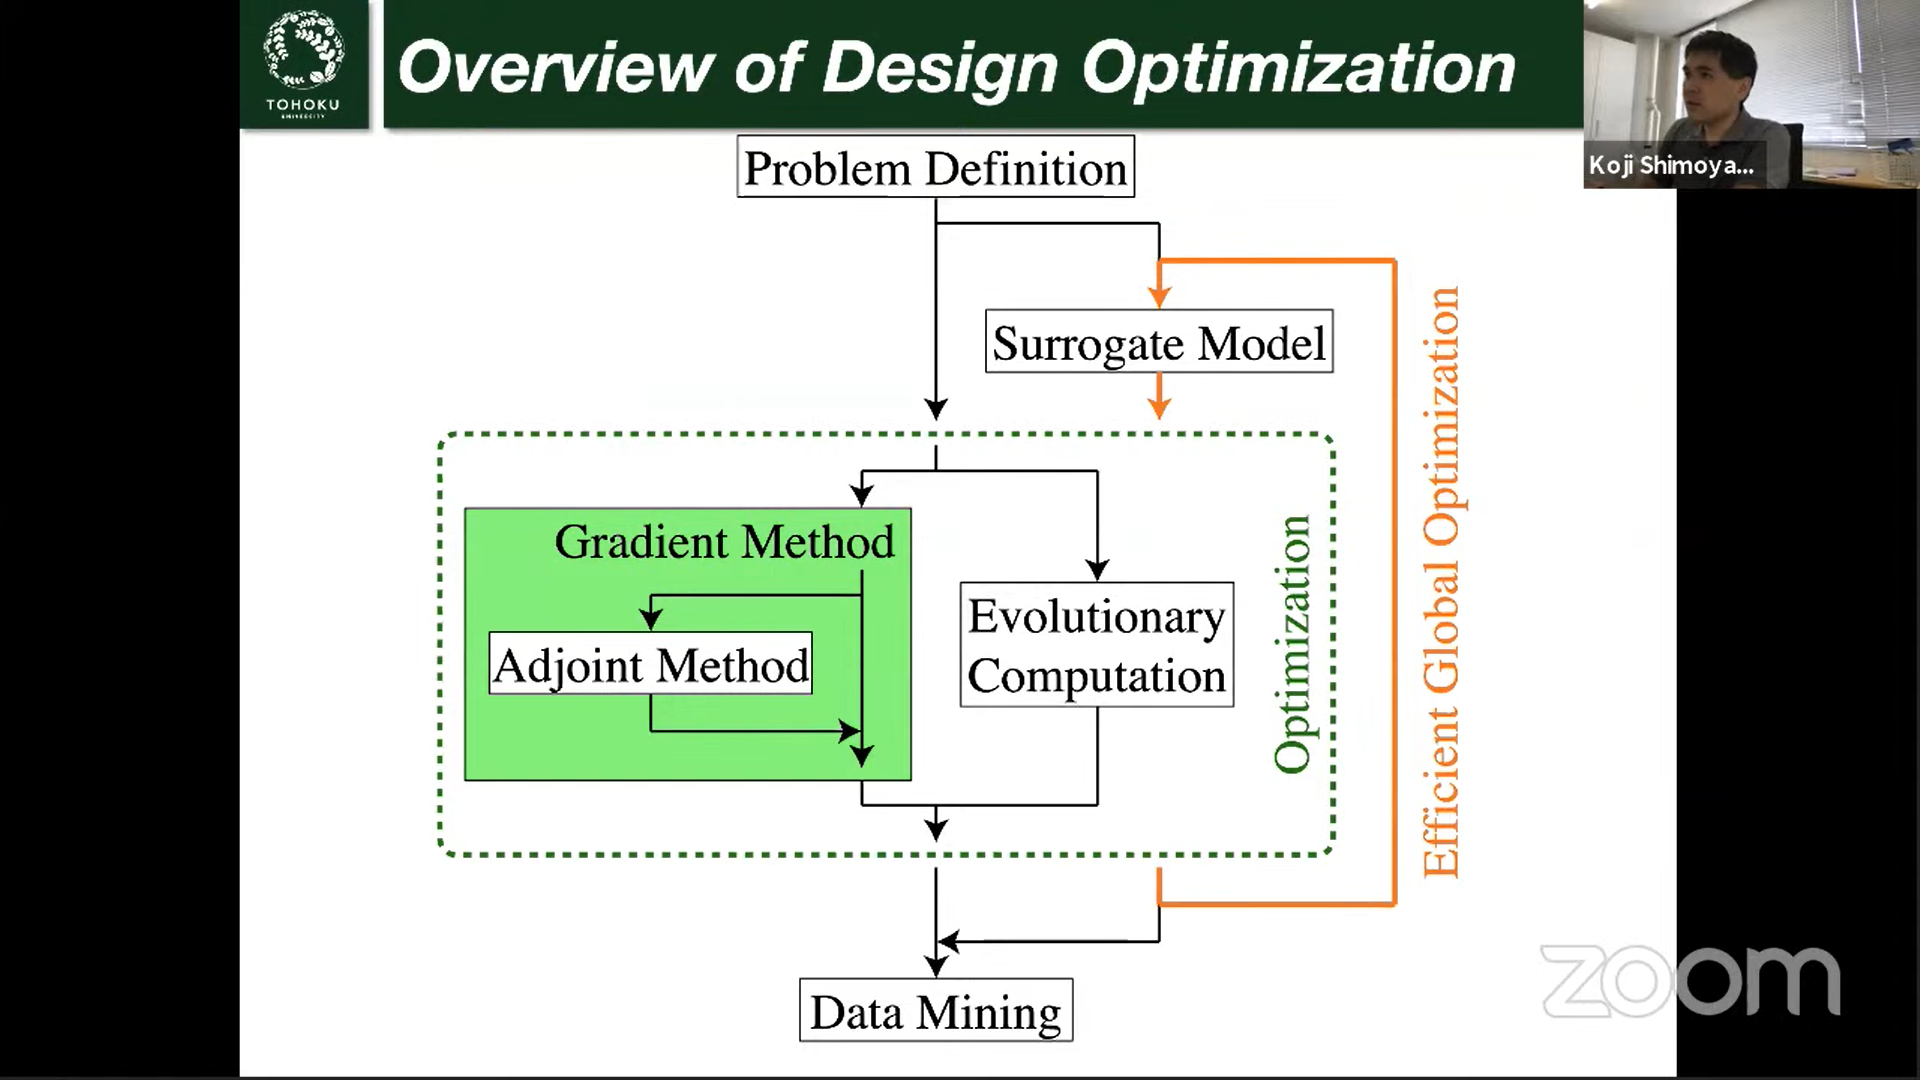 TOHOKU
UNIVERSITY
Overview of Design Optimization
Koji Shimoya...
Problem Definition
Surrogate Model
Gradient Method
Adjoint Method
Evolutionary
Computation
Optimization
Efficient Global Optimization
Data Mining
zoom